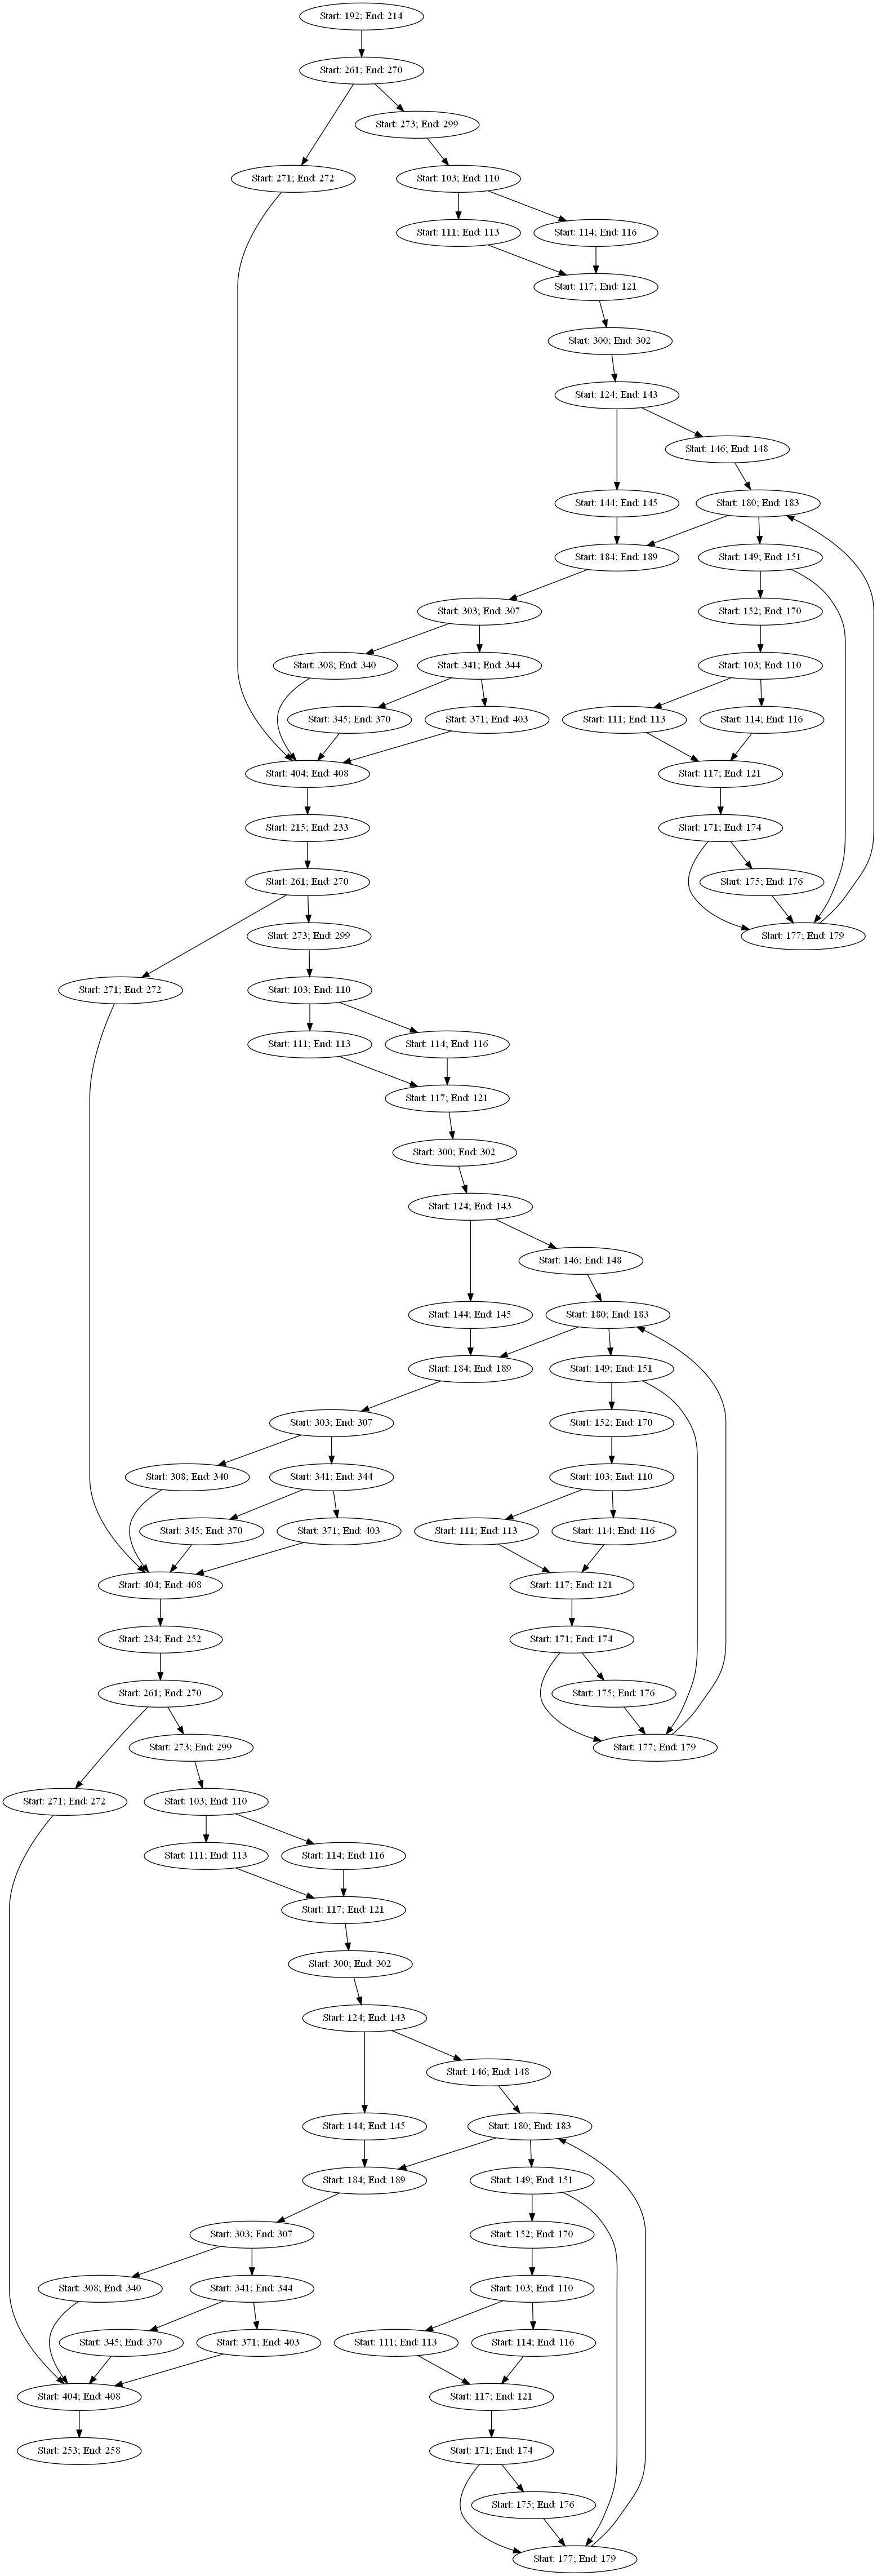 Start: 192; End: 214
Start: 261; End: 270
Start: 273; End: 299
Start: 271; End: 272
Start: 103; End: 110
Start: 111; End: 113
Start: 114; End: 116
Start: 117; End: 121
Start: 300; End: 302
Start: 124; End: 143
Start: 146; End: 148
Start: 144; End: 145
Start: 180; End: 183
Start: 184; End: 189
Start: 149; End: 151
Start: 303; End: 307
Start: 152; End: 170
Start: 308; End: 340
Start: 341; End: 344
Start: 103; End: 110
Start: 345; End: 370
Start: 371; End: 403
Start: 111; End: 113
Start: 114; End: 116
Start: 404; End: 408
Start: 117; End: 121
Start: 215; End: 233
Start: 171; End: 174
Start: 261; End: 270
Start: 175; End: 176
Start: 273; End: 299
Start: 177; End: 179
Start: 271; End: 272
Start: 103; End: 110
Start: 111; End: 113
Start: 114; End: 116
Start: 117; End: 121
Start: 300; End: 302
Start: 124; End: 143
Start: 146; End: 148
Start: 144; End: 145
Start: 180; End: 183
Start: 184; End: 189
Start: 149; End: 151
Start: 303; End: 307
Start: 152; End: 170
Start: 308; End: 340
Start: 341; End: 344
Start: 103; End: 110
Start: 345; End: 370
Start: 371; End: 403
Start: 111; End: 113
Start: 114; End: 116
Start: 404; End: 408
Start: 117; End: 121
Start: 234; End: 252
Start: 171; End: 174
Start: 261; End: 270
Start: 175; End: 176
Start: 273; End: 299
Start: 177; End: 179
Start: 271; End: 272
Start: 103; End: 110
Start: 111; End: 113
Start: 114; End: 116
Start: 117; End: 121
Start: 300; End: 302
Start: 124; End: 143
Start: 146; End: 148
Start: 144; End: 145
Start: 180; End: 183
Start: 184; End: 189
Start: 149; End: 151
Start: 303; End: 307
Start: 152; End: 170
Start: 308; End: 340
Start: 341; End: 344
Start: 103; End: 110
Start: 345; End: 370
Start: 371; End: 403
Start: 111; End: 113
Start: 114; End: 116
Start: 404; End: 408
Start: 117; End: 121
Start: 253; End: 258
Start: 171; End: 174
Start: 175; End: 176
Start: 177; End: 179